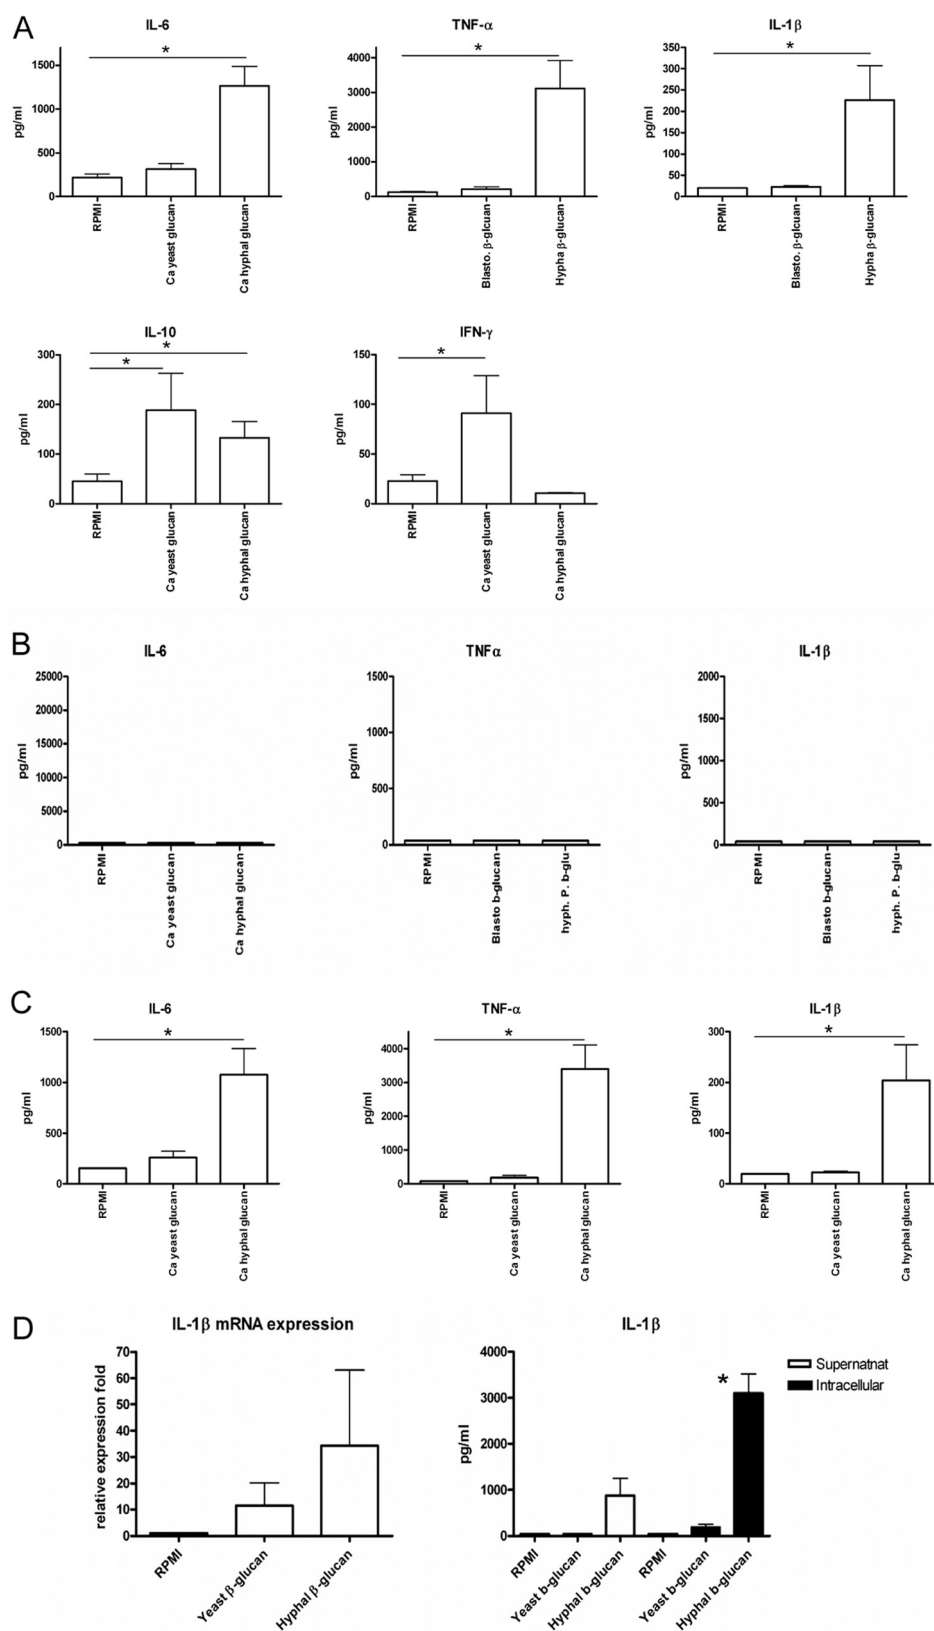 A
IL-6
pg/ml
1500
1000
500
0
*
RPMI
Ca yeast glucan
Ca hyphal glucan
TNF-α
pg/ml
4000
3000
2000
1000
0
*
RPMI
Blasto. β-glcuan
Hypha β-glucan
IL-1β
pg/ml
350
300
250
200
150
100
50
0
*
RPMI
Blasto. β-glcuan
Hypha β-glucan
IL-10
pg/ml
300
200
100
0
*
*
RPMI
Ca yeast glucan
Ca hyphal glucan
IFN-γ
pg/ml
150
100
50
0
*
RPMI
Ca yeast glucan
Ca hyphal glucan
B
IL-6
pg/ml
25000
20000
15000
10000
5000
0
RPMI
Ca yeast glucan
Ca hyphal glucan
TNFα
pg/ml
1500
1000
500
0
RPMI
Blasto b-glucan
hyph. P. b-glu
IL-1β
pg/ml
2000
1500
1000
500
0
RPMI
Blasto b-glucan
hyph. P. b-glu
C
IL-6
pg/ml
1500
1000
500
0
*
RPMI
Ca yeast glucan
Ca hyphal glucan
TNF-α
pg/ml
4000
3000
2000
1000
0
*
RPMI
Ca yeast glucan
Ca hyphal glucan
IL-1β
pg/ml
300
200
100
0
*
RPMI
Ca yeast glucan
Ca hyphal glucan
D
IL-1β mRNA expression
relative expression fold
70
60
50
40
30
20
10
0
RPMI
Yeast β-glucan
Hyphal β-glucan
IL-1β
pg/ml
4000
3000
2000
1000
0
*
Supernatnat
Intracellular
RPMI
Yeast b-glucan
Hyphal b-glucan
RPMI
Yeast b-glucan
Hyphal b-glucan